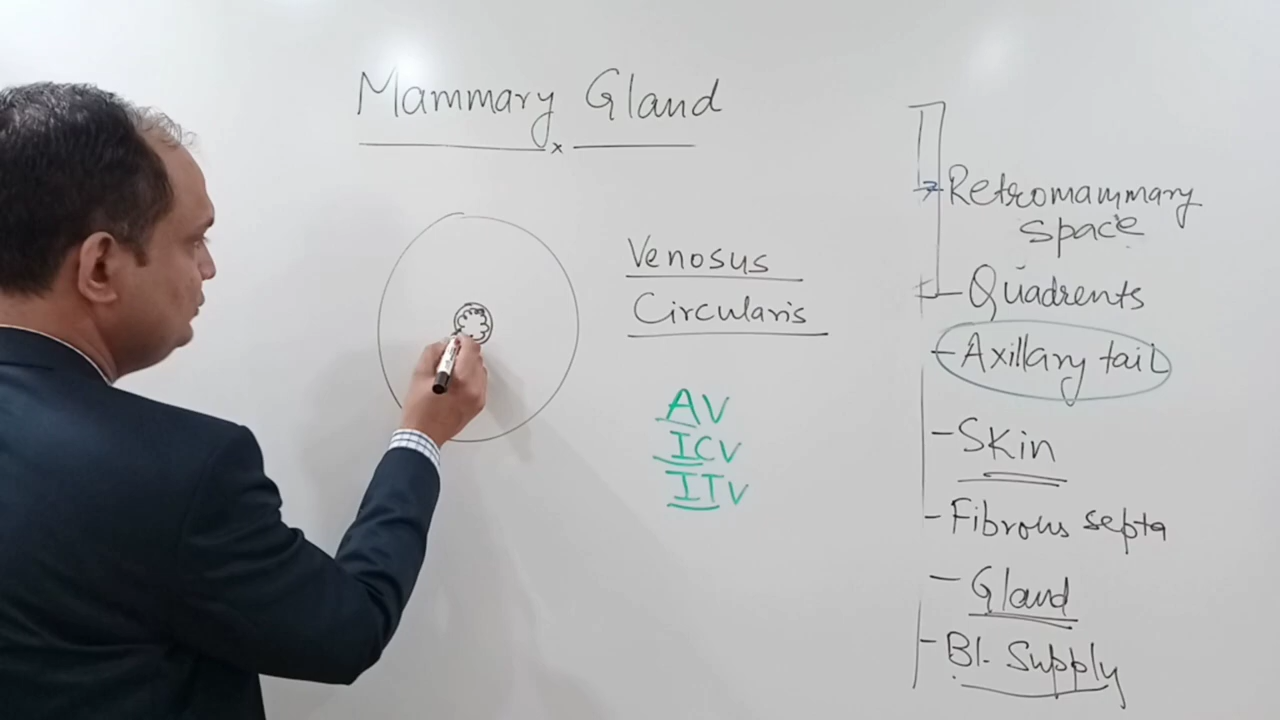 Mammary Gland
Venosus
Circularis
AV
ICV
ITV
Retromammary
Space
Quadrents
Axillary tail
Skin
Fibrous septa
Gland
Bl. Supply